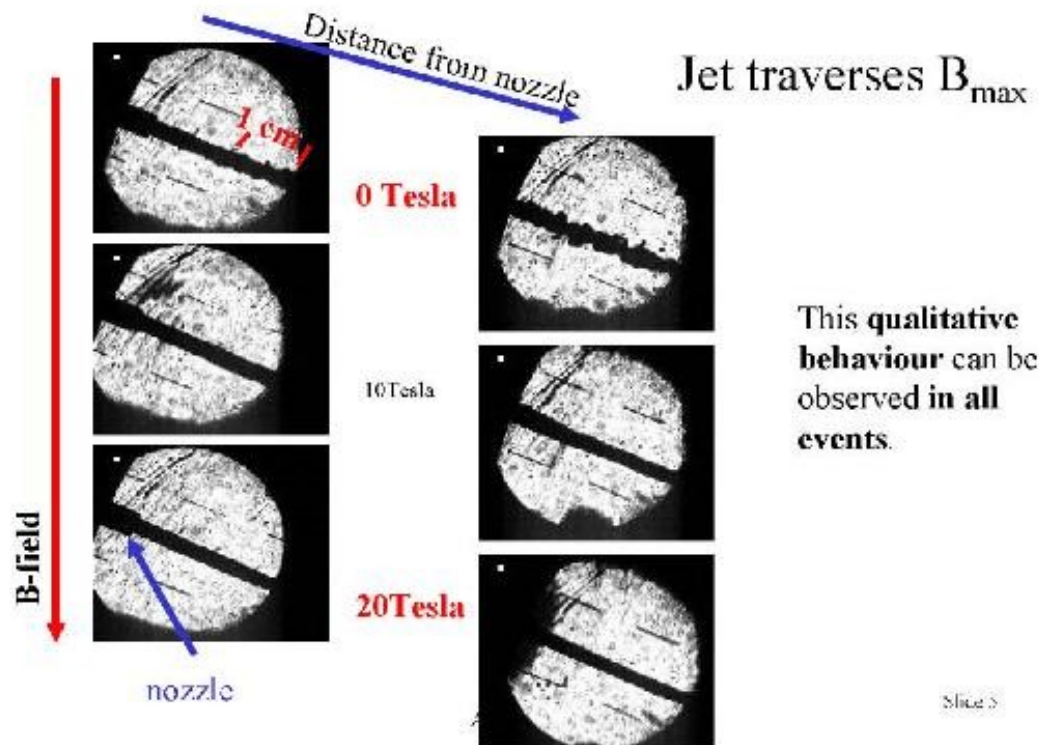 Distance from nozzle
Jet traverses Bmax
1 cm
0 Tesla
10Tesla
20Tesla
B-field
nozzle
This qualitative
behaviour can be
observed in all
events.
Slide 5